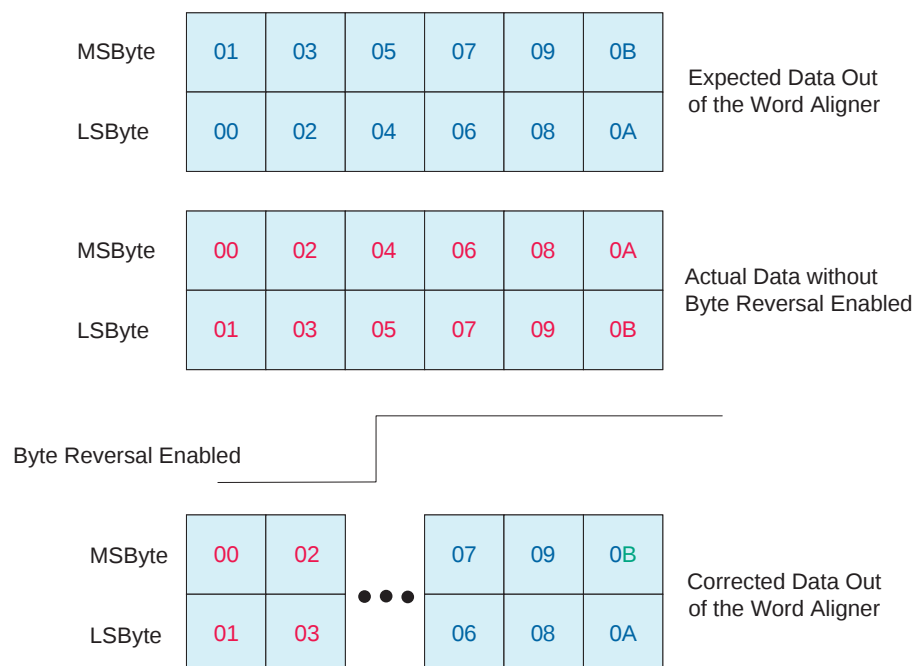 MSByte 01 03 05 07 09 0B
Expected Data Out
of the Word Aligner
LSByte 00 02 04 06 08 0A
MSByte 00 02 04 06 08 0A
Actual Data without
Byte Reversal Enabled
LSByte 01 03 05 07 09 0B
Byte Reversal Enabled
MSByte 00 02 07 09 0B
Corrected Data Out
of the Word Aligner
LSByte 01 03 06 08 0A